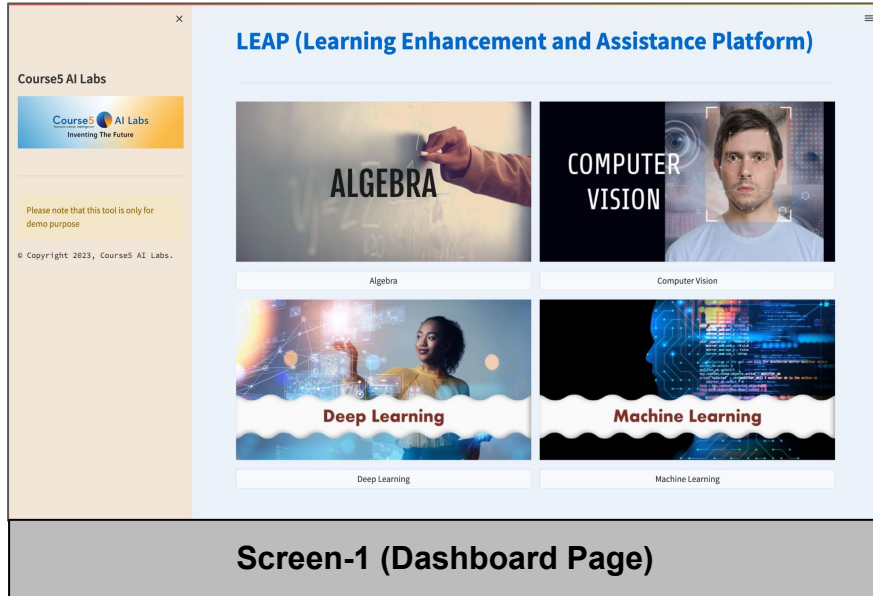 ×
Course5 AI Labs
Course5 AI Labs
Inventing The Future
Please note that this tool is only for
demo purpose
© Copyright 2023, Course5 AI Labs.
LEAP (Learning Enhancement and Assistance Platform)
ALGEBRA
COMPUTER
VISION
Algebra
Computer Vision
Deep Learning
Machine Learning
Deep Learning
Machine Learning
Screen-1 (Dashboard Page)